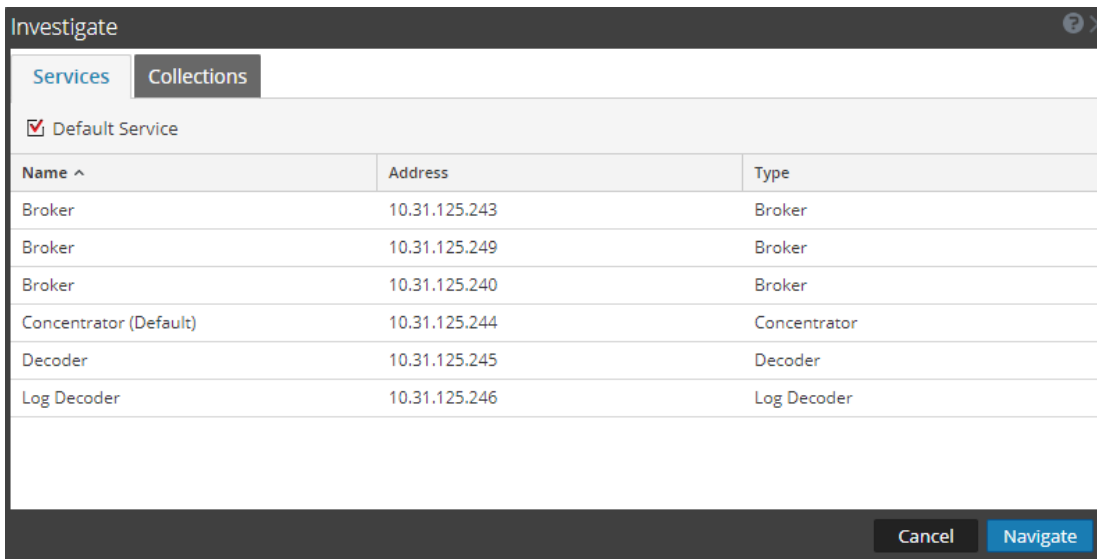 Investigate
Services Collections
Default Service
Name Address Type
Broker 10.31.125.243 Broker
Broker 10.31.125.249 Broker
Broker 10.31.125.240 Broker
Concentrator (Default) 10.31.125.244 Concentrator
Decoder 10.31.125.245 Decoder
Log Decoder 10.31.125.246 Log Decoder
Cancel Navigate